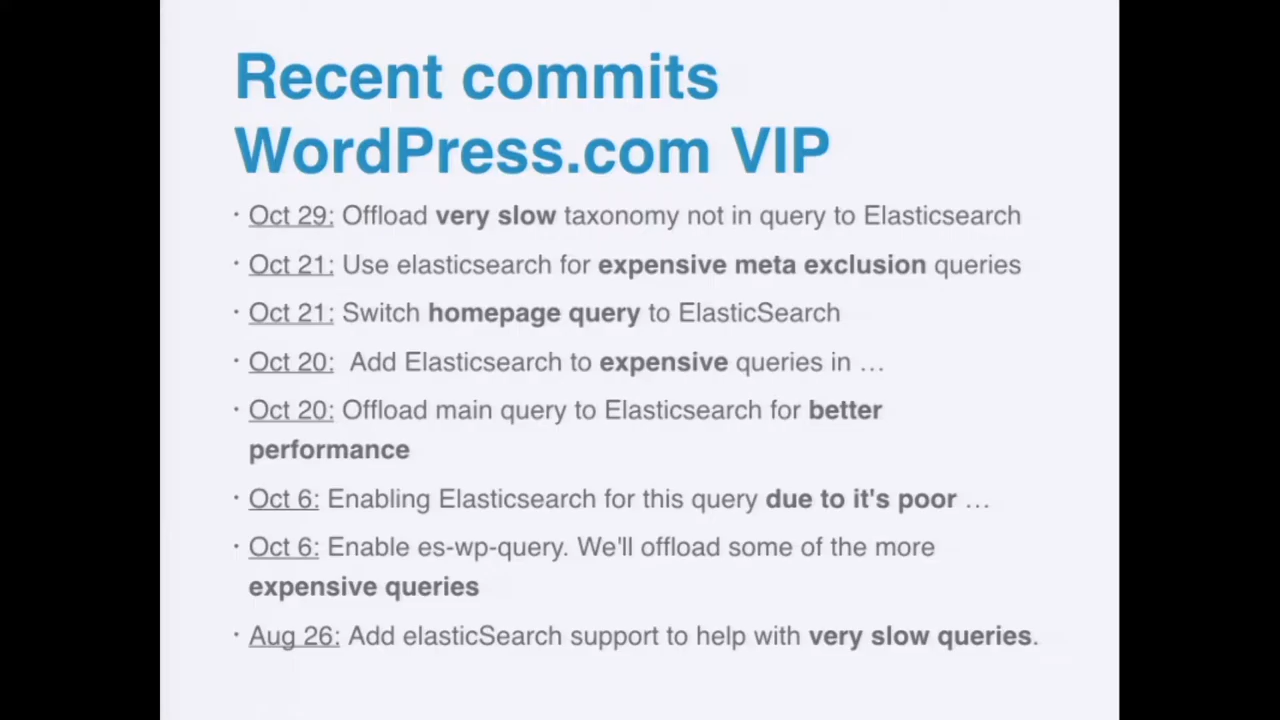 Recent commits
WordPress.com VIP
· Oct 29: Offload very slow taxonomy not in query to Elasticsearch
· Oct 21: Use elasticsearch for expensive meta exclusion queries
· Oct 21: Switch homepage query to ElasticSearch
· Oct 20:  Add Elasticsearch to expensive queries in …
· Oct 20: Offload main query to Elasticsearch for better
performance
· Oct 6: Enabling Elasticsearch for this query due to it's poor …
· Oct 6: Enable es-wp-query. We'll offload some of the more
expensive queries
· Aug 26: Add elasticSearch support to help with very slow queries.